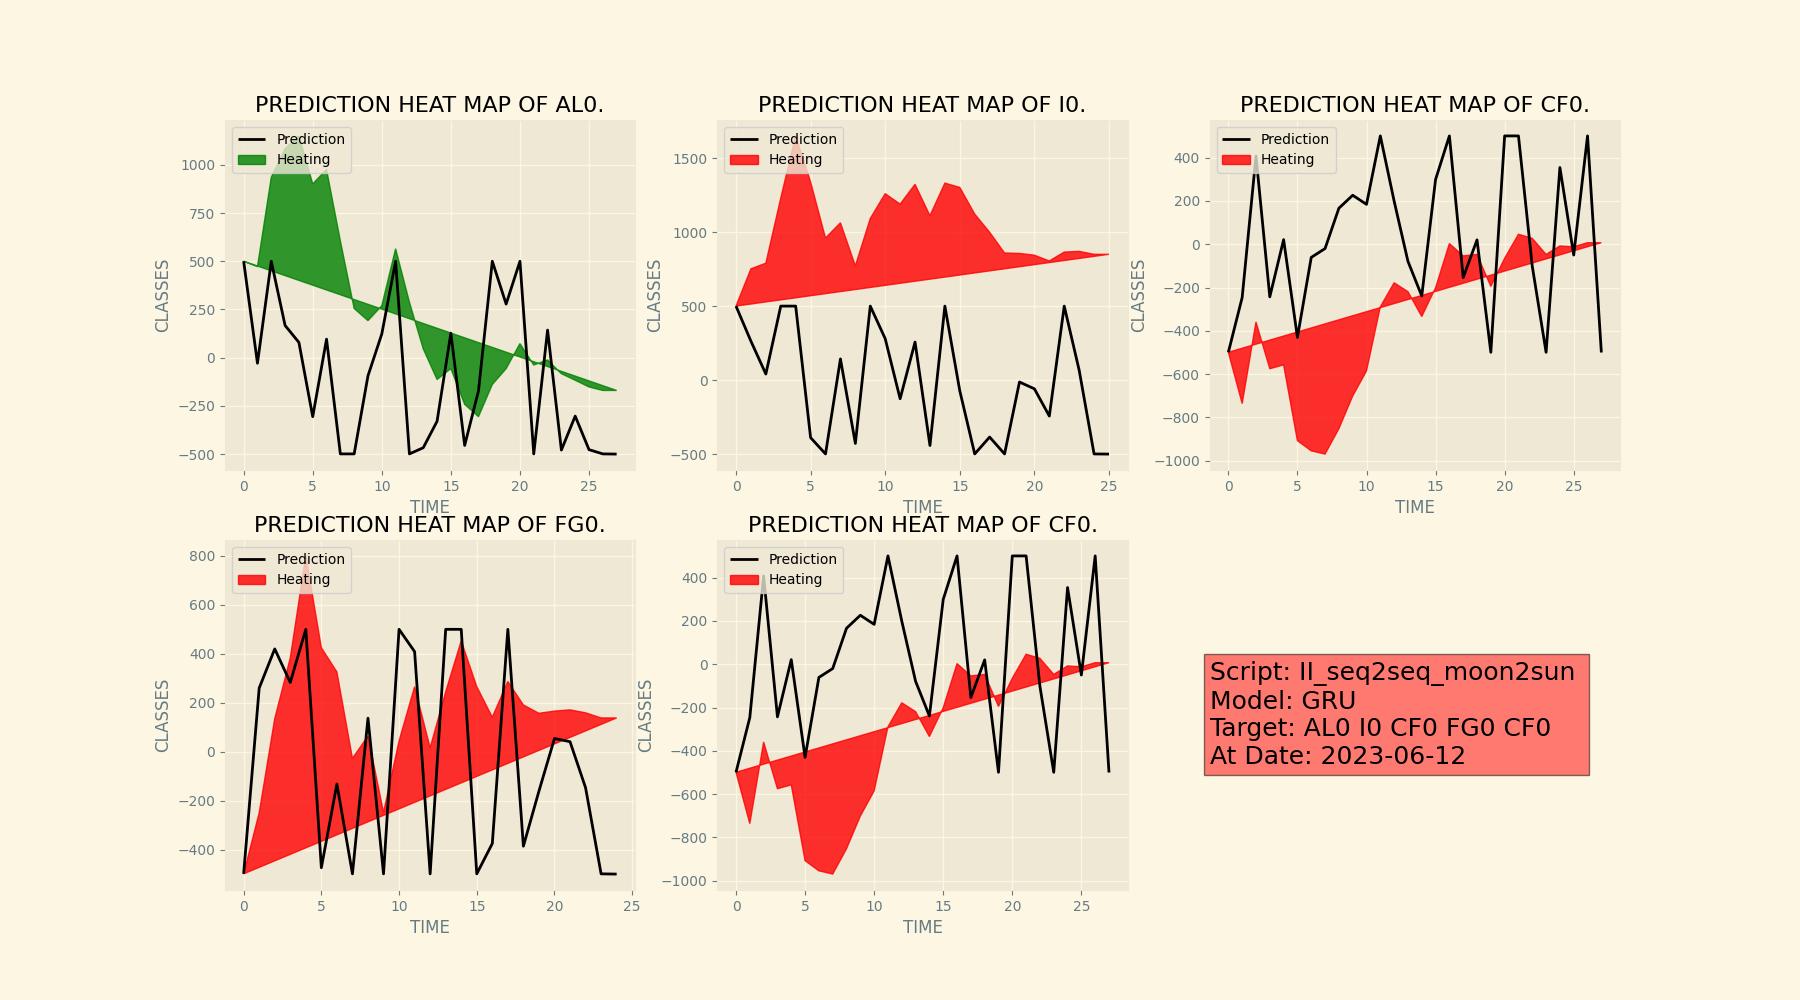 PREDICTION HEAT MAP OF AL0.
Prediction
Heating
CLASSES
1000
750
500
250
0
−250
−500
0 5 10 15 20 25
TIME
PREDICTION HEAT MAP OF I0.
Prediction
Heating
CLASSES
1500
1000
500
0
−500
0 5 10 15 20 25
TIME
PREDICTION HEAT MAP OF CF0.
Prediction
Heating
CLASSES
400
200
0
−200
−400
−600
−800
−1000
0 5 10 15 20 25
TIME
PREDICTION HEAT MAP OF FG0.
Prediction
Heating
CLASSES
800
600
400
200
0
−200
−400
0 5 10 15 20 25
TIME
PREDICTION HEAT MAP OF CF0.
Prediction
Heating
CLASSES
400
200
0
−200
−400
−600
−800
−1000
0 5 10 15 20 25
TIME
Script: II_seq2seq_moon2sun
Model: GRU
Target: AL0 I0 CF0 FG0 CF0
At Date: 2023-06-12